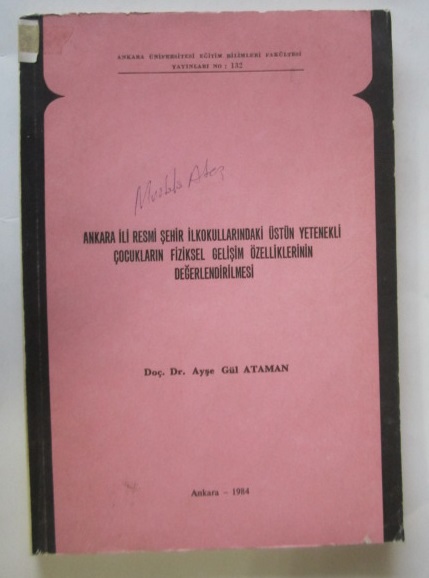 ANKARA ÜNİVERSİTESİ EĞİTİM BİLİMLERİ FAKÜLTESİ
YAYINLARI NO : 132
ANKARA İLİ RESMİ ŞEHİR İLKOKULLARINDAKİ ÜSTÜN YETENEKLİ
ÇOCUKLARIN FİZİKSEL GELİŞİM ÖZELLİKLERİNİN
DEĞERLENDİRİLMESİ
Doç. Dr. Ayşe Gül ATAMAN
Ankara - 1984